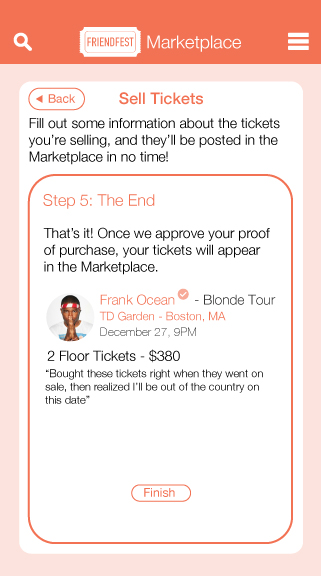 FRIENDFEST Marketplace
Back Sell Tickets
Fill out some information about the tickets
you’re selling, and they’ll be posted in the
Marketplace in no time!
Step 5: The End
That’s it! Once we approve your proof
of purchase, your tickets will appear
in the Marketplace.
Frank Ocean - Blonde Tour
TD Garden - Boston, MA
December 27, 9PM
2 Floor Tickets - $380
“Bought these tickets right when they went on
sale, then realized I’ll be out of the country on
this date”
Finish